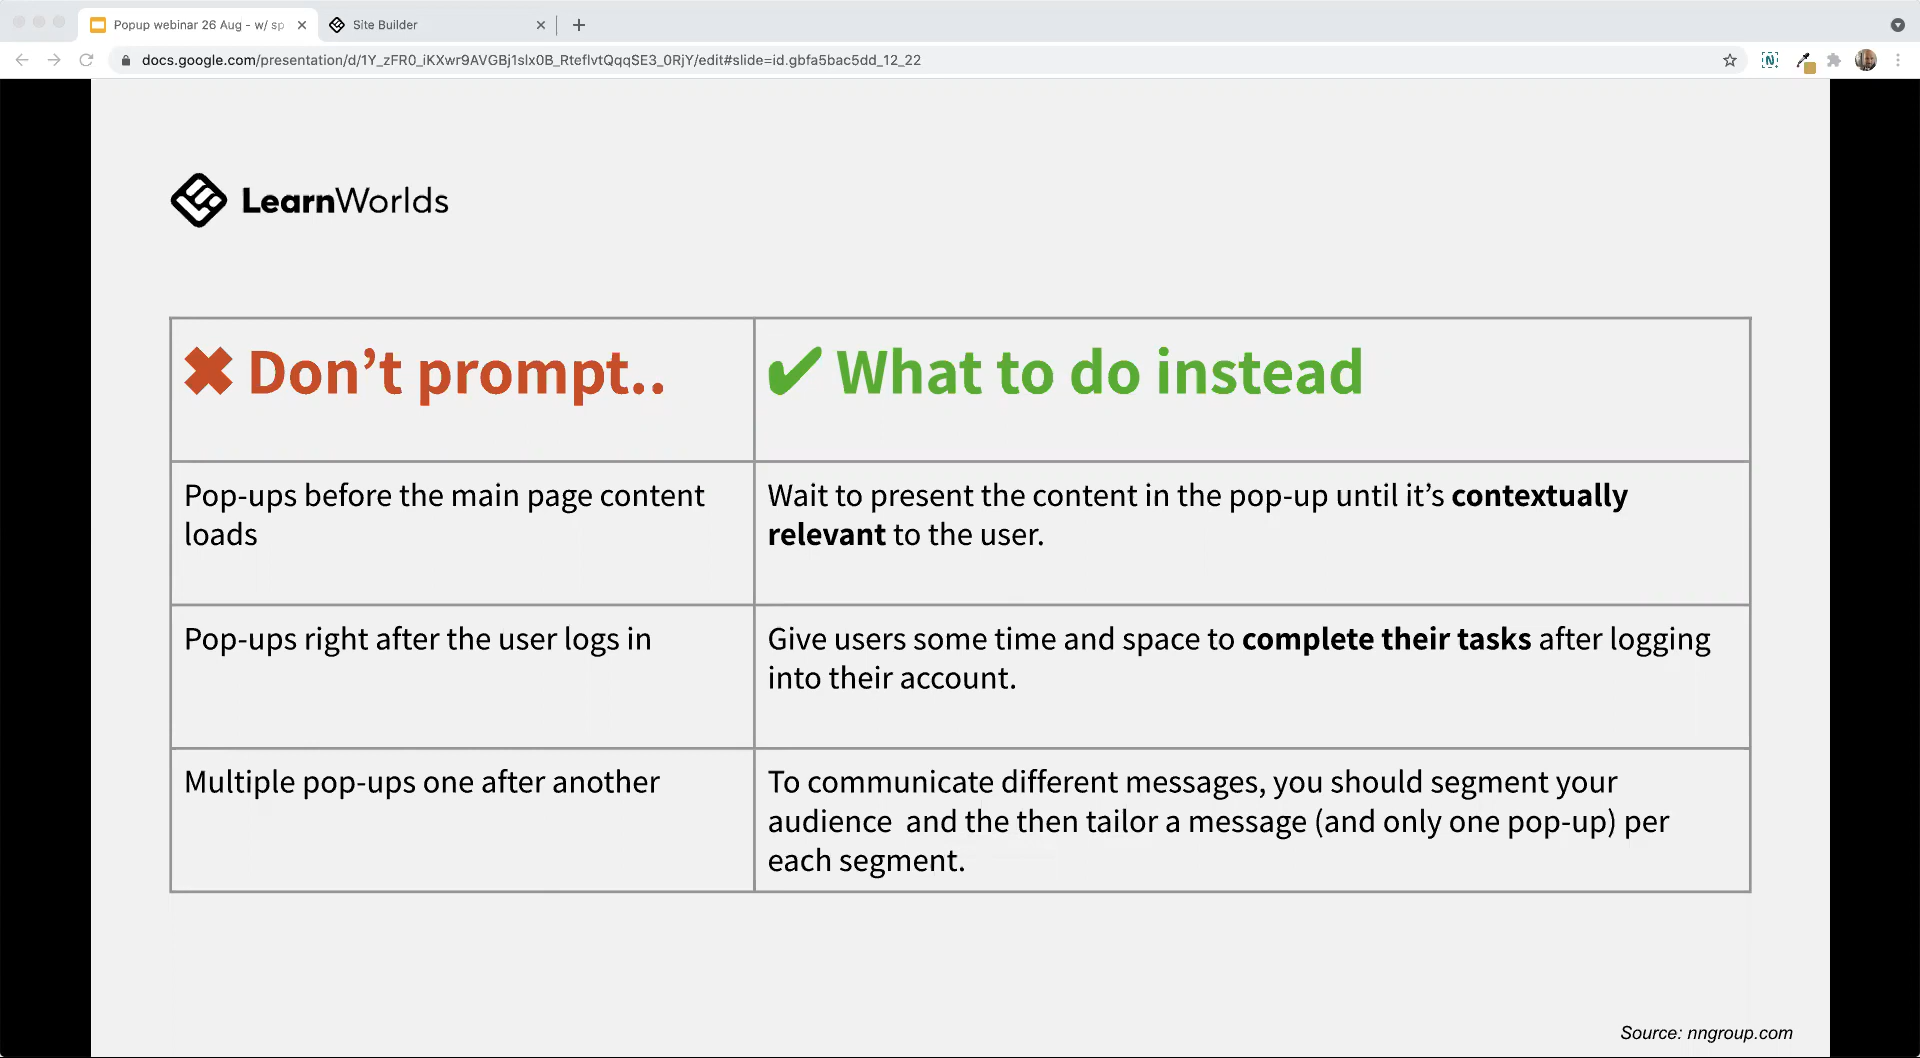 Popup webinar 26 Aug - w/ sp
Site Builder
docs.google.com/presentation/d/1Y_zFR0_iKXwr9AVGBj1slx0B_RteflvtQqqSE3_0RjY/edit#slide=id.gbfa5bac5dd_12_22
N
LearnWorlds
✖ Don’t prompt..
✔ What to do instead
Pop-ups before the main page content
loads
Wait to present the content in the pop-up until it’s contextually
relevant to the user.
Pop-ups right after the user logs in
Give users some time and space to complete their tasks after logging
into their account.
Multiple pop-ups one after another
To communicate different messages, you should segment your
audience  and the then tailor a message (and only one pop-up) per
each segment.
Source: nngroup.com